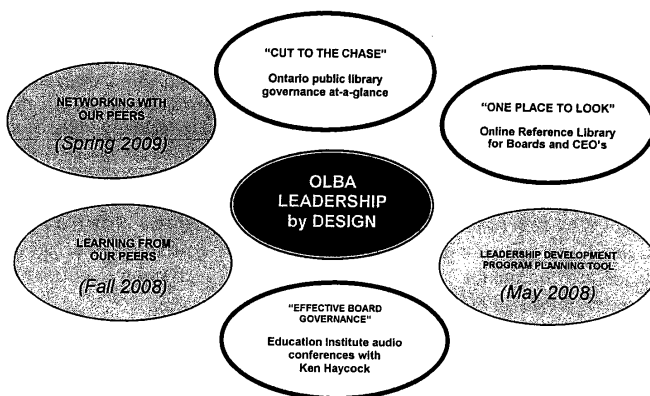 "CUT TO THE CHASE"
Ontario public library
governance at-a-glance
NETWORKING WITH
OUR PEERS
(Spring 2009)
"ONE PLACE TO LOOK"
Online Reference Library
for Boards and CEO's
OLBA
LEADERSHIP
by DESIGN
LEARNING FROM
OUR PEERS
(Fall 2008)
LEADERSHIP DEVELOPMENT
PROGRAM PLANNING TOOL
(May 2008)
"EFFECTIVE BOARD
GOVERNANCE"
Education Institute audio
conferences with
Ken Haycock